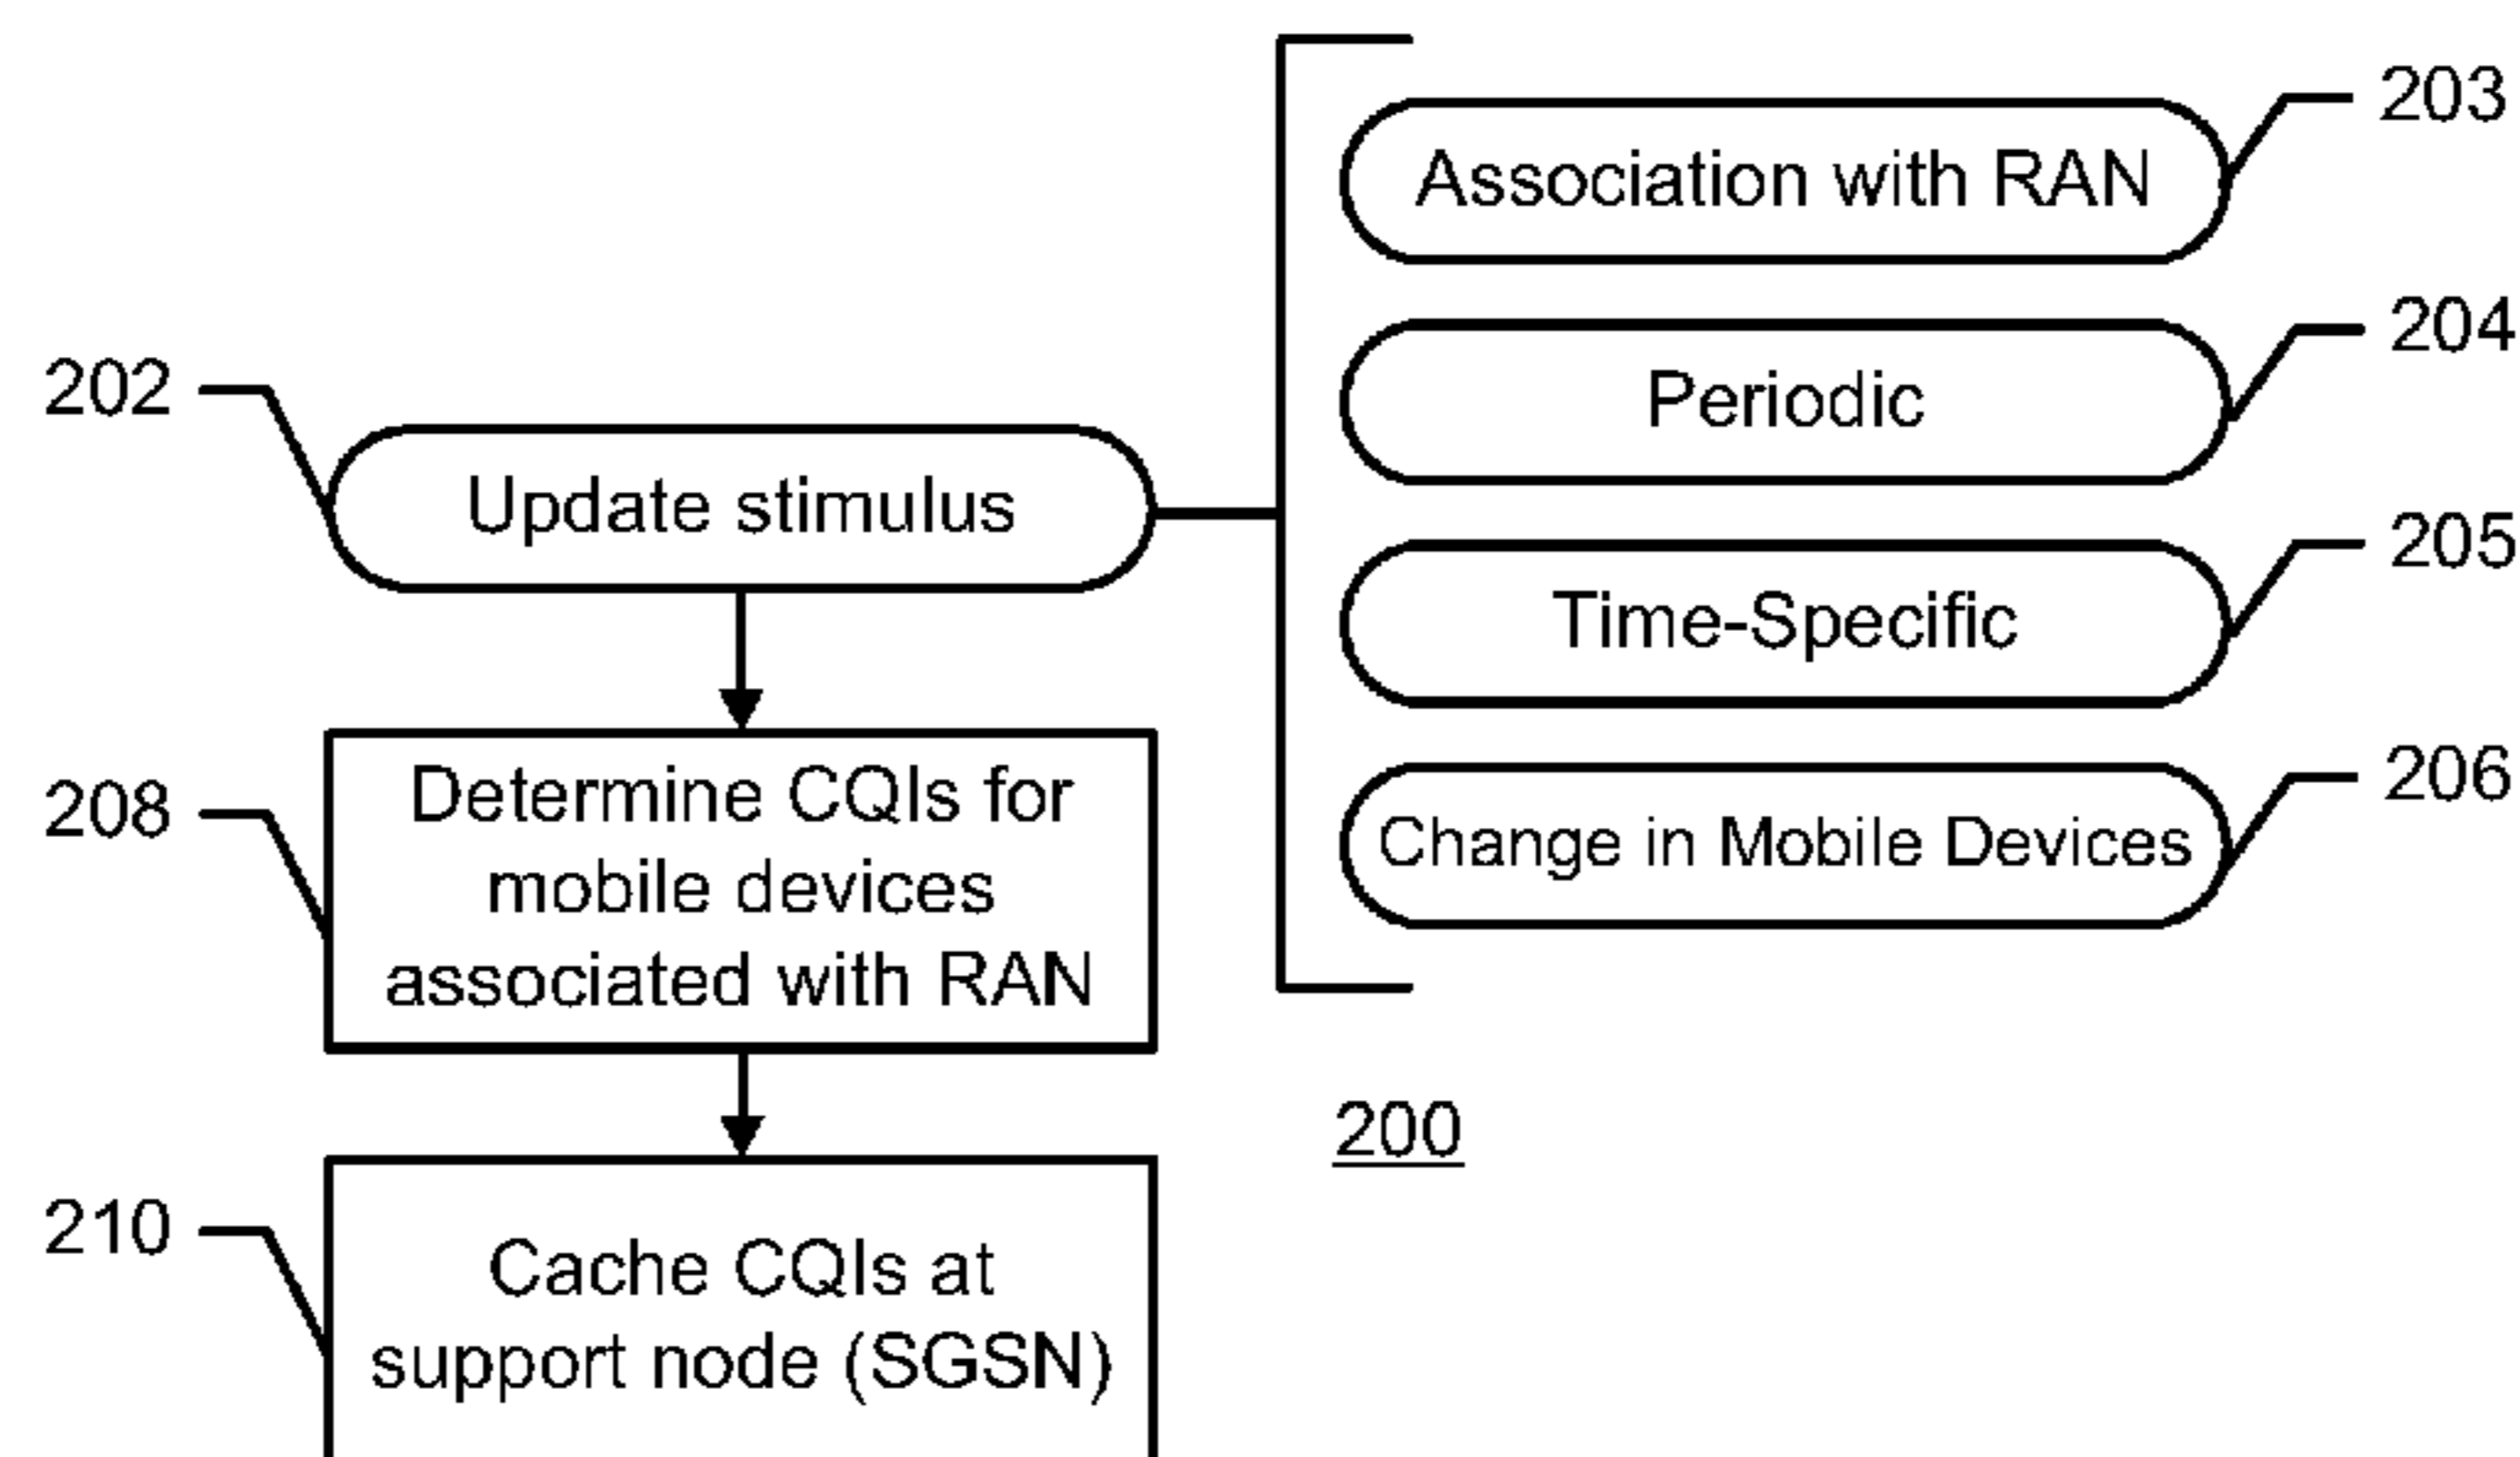 203
Association with RAN
204
Periodic
202
Update stimulus
205
Time-Specific
206
Change in Mobile Devices
208
Determine CQIs for
mobile devices
associated with RAN
200
210
Cache CQIs at
support node (SGSN)